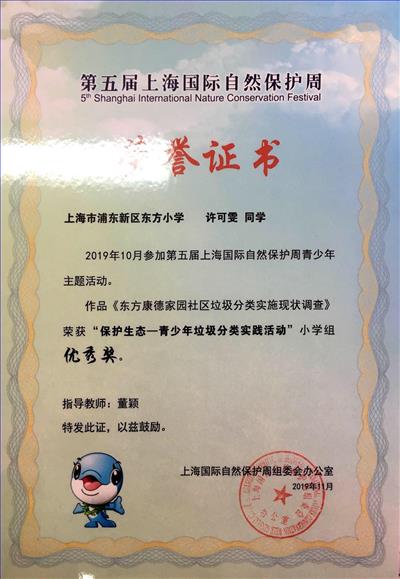 第五届上海国际自然保护周
5th Shanghai International Nature Conservation Festival
誉证书
上海市浦东新区东方小学 许可雯 同学
2019年10月参加第五届上海国际自然保护周青少年
主题活动。
作品《东方康德家园社区垃圾分类实施现状调查》
荣获“保护生态—青少年垃圾分类实践活动”小学组
优秀奖。
指导教师：董颖
特发此证，以兹鼓励。
上海国际自然保护周组委会办公室
2019年11月